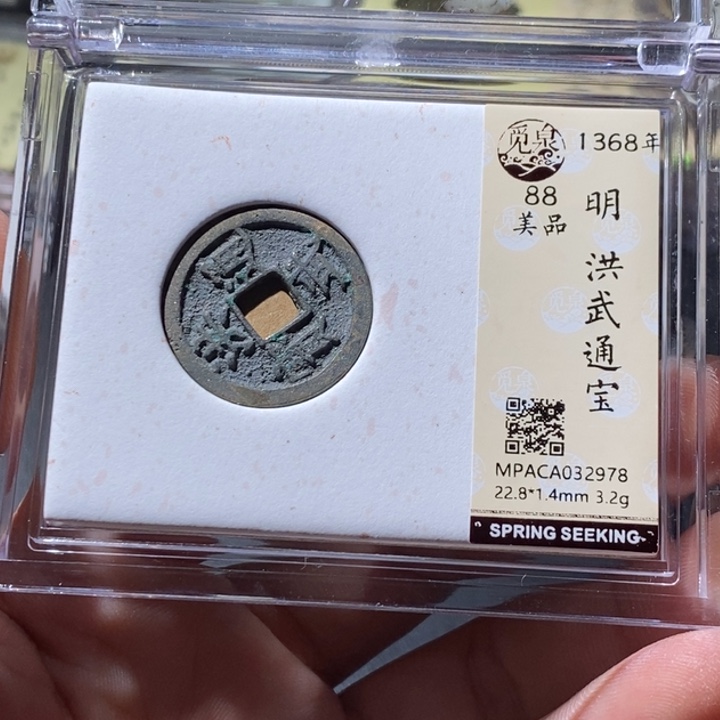 觅泉
1368年
88
美品
明 洪武通宝
MPACA032978
22.8*1.4mm 3.2g
SPRING SEEKING